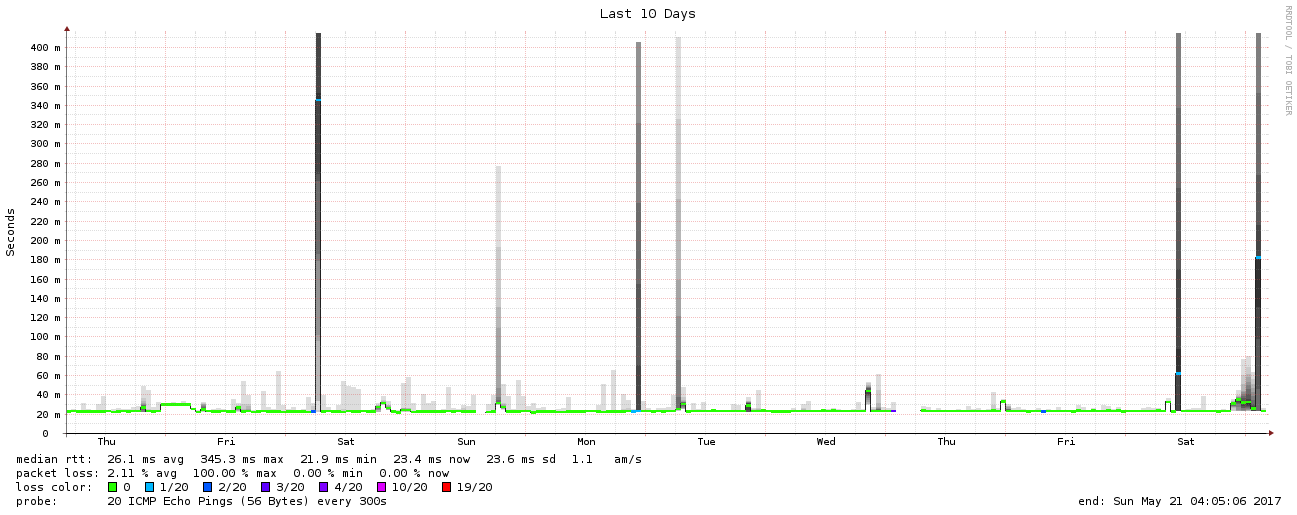 Last 10 Days
RRDTOOL / TOBI OETIKER
Seconds
400 m
380 m
360 m
340 m
320 m
300 m
280 m
260 m
240 m
220 m
200 m
180 m
160 m
140 m
120 m
100 m
80 m
60 m
40 m
20 m
0
Thu Fri Sat Sun Mon Tue Wed Thu Fri Sat
median rtt: 26.1 ms avg 345.3 ms max 21.9 ms min 23.4 ms now 23.6 ms sd 1.1 am/s
packet loss: 2.11 % avg 100.00 % max 0.00 % min 0.00 % now
loss color: 0 1/20 2/20 3/20 4/20 10/20 19/20
probe: 20 ICMP Echo Pings (56 Bytes) every 300s end: Sun May 21 04:05:06 2017